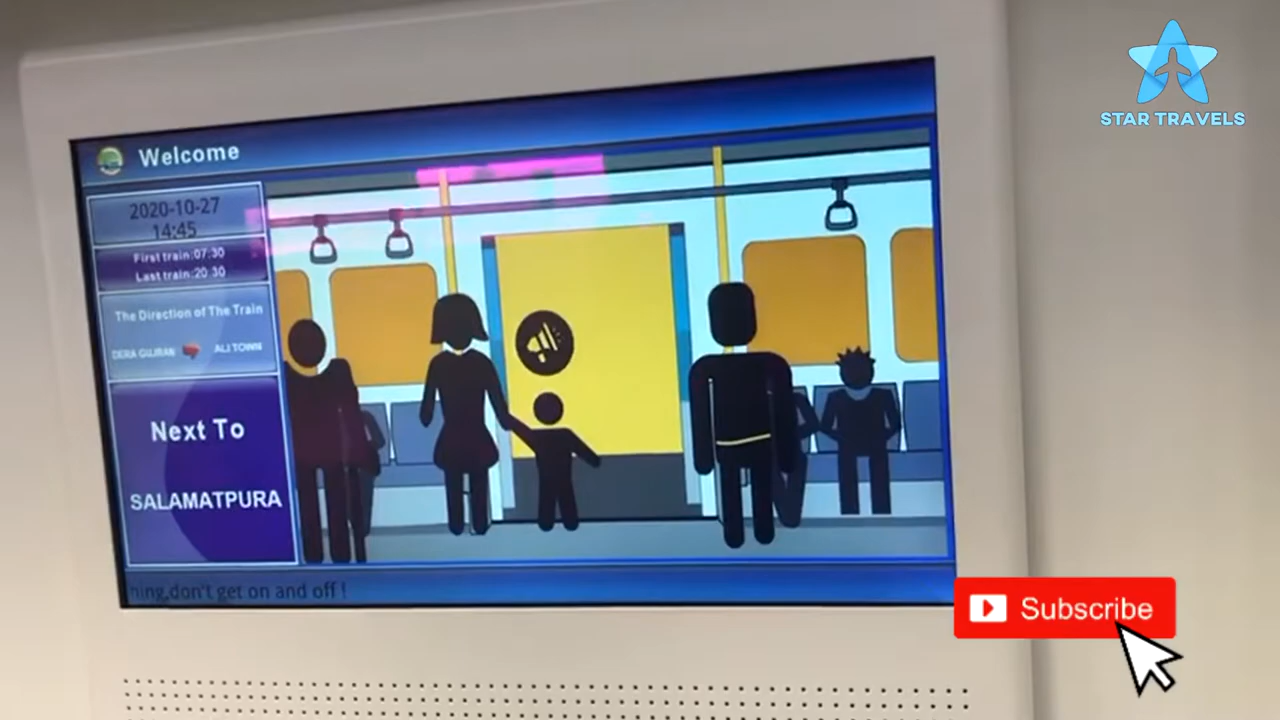 STAR TRAVELS
Welcome
2020-10-27
14:45
First train:07:30
Last train:20:30
The Direction of The Train
DERA GUJRAN ALI TOWN
Next To
SALAMATPURA
hing,don't get on and off !
Subscribe